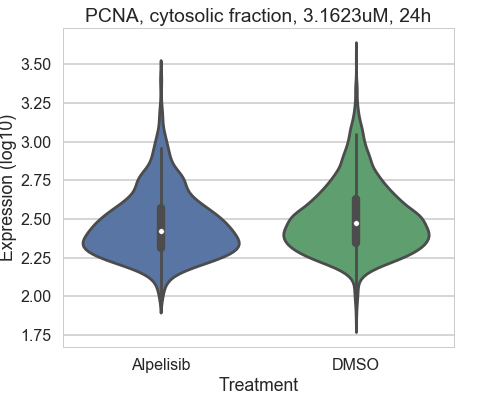 PCNA, cytosolic fraction, 3.1623uM, 24h
Expression (log10)
3.50
3.25
3.00
2.75
2.50
2.25
2.00
1.75
Alpelisib DMSO
Treatment